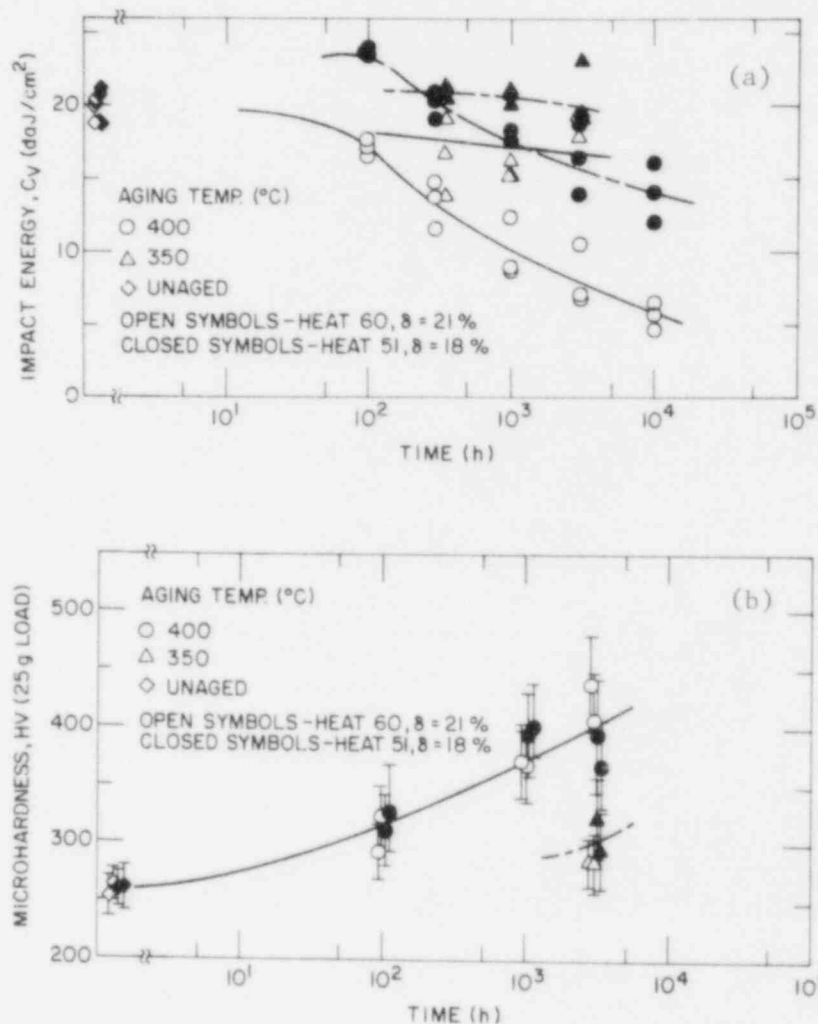 (a)
IMPACT ENERGY, Cv (daJ/cm²)
20
10
0
AGING TEMP. (°C)
○ 400
△ 350
◇ UNAGED
OPEN SYMBOLS-HEAT 60, δ = 21 %
CLOSED SYMBOLS-HEAT 51, δ = 18 %
10¹ 10² 10³ 10⁴ 10⁵
TIME (h)
(b)
MICROHARDNESS, HV (25 g LOAD)
500
400
300
200
AGING TEMP. (°C)
○ 400
△ 350
◇ UNAGED
OPEN SYMBOLS-HEAT 60, δ = 21 %
CLOSED SYMBOLS-HEAT 51, δ = 18 %
10¹ 10² 10³ 10⁴
TIME (h)